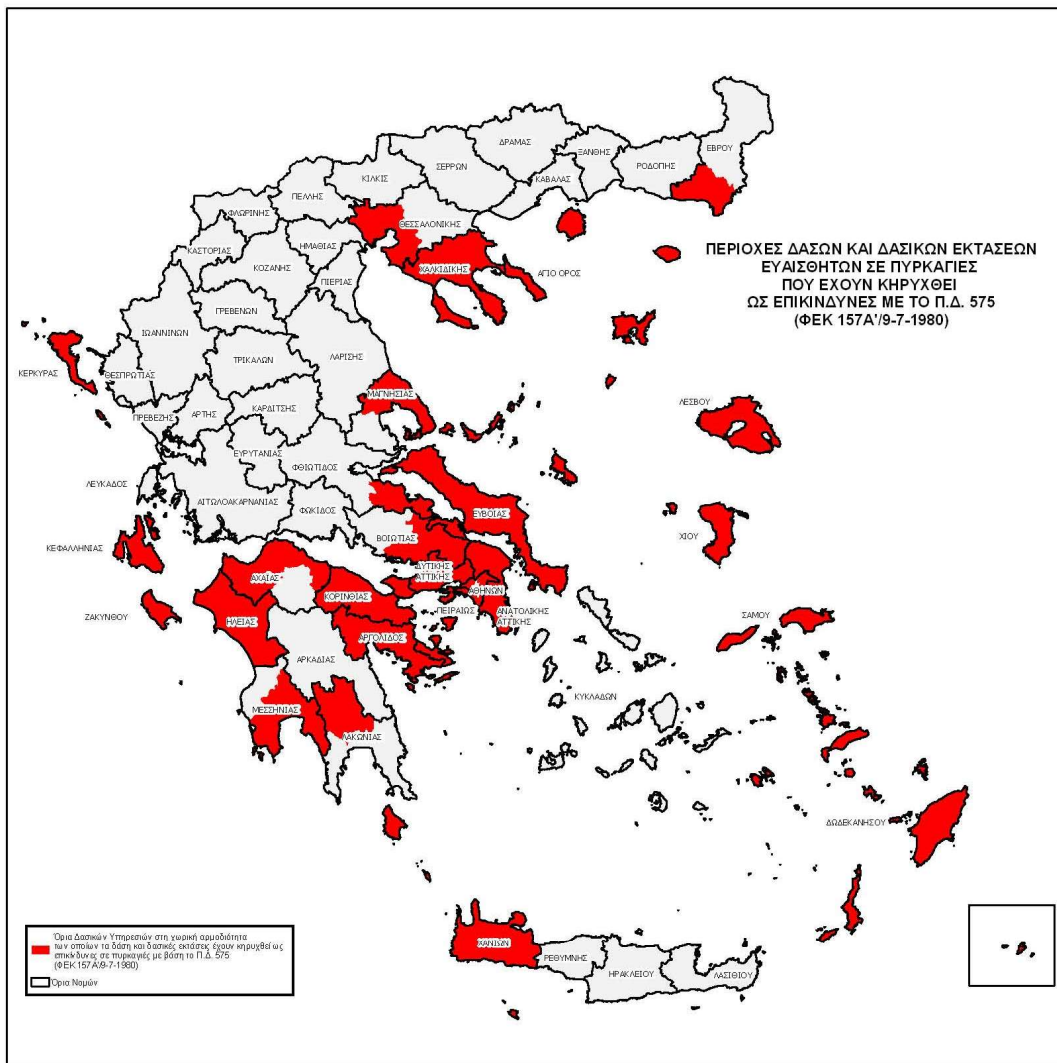 ΔΡΑΜΑΣ
ΞΑΝΘΗΣ
ΕΒΡΟΥ
ΡΟΔΟΠΗΣ
ΣΕΡΡΩΝ
ΚΑΒΑΛΑΣ
ΚΙΛΚΙΣ
ΠΕΛΛΗΣ
ΦΛΩΡΙΝΗΣ
ΘΕΣΣΑΛΟΝΙΚΗΣ
ΚΑΣΤΟΡΙΑΣ
ΗΜΑΘΙΑΣ
ΚΟΖΑΝΗΣ
ΧΑΛΚΙΔΙΚΗΣ
ΑΓΙΟ ΟΡΟΣ
ΠΙΕΡΙΑΣ
ΠΕΡΙΟΧΕΣ ΔΑΣΩΝ ΚΑΙ ΔΑΣΙΚΩΝ ΕΚΤΑΣΕΩΝ
ΕΥΑΙΣΘΗΤΩΝ ΣΕ ΠΥΡΚΑΓΙΕΣ
ΠΟΥ ΕΧΟΥΝ ΚΗΡΥΧΘΕΙ
ΩΣ ΕΠΙΚΙΝΔΥΝΕΣ ΜΕ ΤΟ Π.Δ. 575
(ΦΕΚ 157Α'/9-7-1980)
ΓΡΕΒΕΝΩΝ
ΙΩΑΝΝΙΝΩΝ
ΛΑΡΙΣΗΣ
ΤΡΙΚΑΛΩΝ
ΚΕΡΚΥΡΑΣ
ΘΕΣΠΡΩΤΙΑΣ
ΜΑΓΝΗΣΙΑΣ
ΛΕΣΒΟΥ
ΚΑΡΔΙΤΣΗΣ
ΠΡΕΒΕΖΗΣ
ΑΡΤΗΣ
ΕΥΡΥΤΑΝΙΑΣ
ΦΘΙΩΤΙΔΟΣ
ΛΕΥΚΑΔΟΣ
ΑΙΤΩΛΟΑΚΑΡΝΑΝΙΑΣ
ΦΩΚΙΔΟΣ
ΕΥΒΟΙΑΣ
ΒΟΙΩΤΙΑΣ
ΧΙΟΥ
ΚΕΦΑΛΛΗΝΙΑΣ
ΔΥΤΙΚΗΣ
ΑΤΤΙΚΗΣ
ΑΧΑΪΑΣ
ΑΘΗΝΩΝ
ΚΟΡΙΝΘΙΑΣ
ΠΕΙΡΑΙΩΣ
ΑΝΑΤΟΛΙΚΗΣ
ΑΤΤΙΚΗΣ
ΖΑΚΥΝΘΟΥ
ΗΛΕΙΑΣ
ΣΑΜΟΥ
ΑΡΓΟΛΙΔΟΣ
ΑΡΚΑΔΙΑΣ
ΚΥΚΛΑΔΩΝ
ΜΕΣΣΗΝΙΑΣ
ΛΑΚΩΝΙΑΣ
ΔΩΔΕΚΑΝΗΣΟΥ
ΧΑΝΙΩΝ
ΡΕΘΥΜΝΗΣ
ΗΡΑΚΛΕΙΟΥ
ΛΑΣΙΘΙΟΥ
Όρια Δασικών Υπηρεσιών στη χωρική αρμοδιότητα
των οποίων τα δάση και δασικές εκτάσεις έχουν κηρυχθεί ως
επικίνδυνες σε πυρκαγιές με βάση το Π.Δ. 575
(ΦΕΚ 157Α'/9-7-1980)
Όρια Νομών